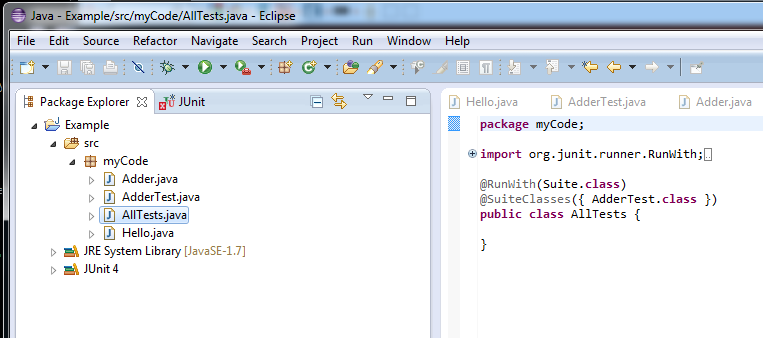 Java - Example/src/myCode/AllTests.java - Eclipse
File Edit Source Refactor Navigate Search Project Run Window Help
Package Explorer JUnit
Example
src
myCode
Adder.java
AdderTest.java
AllTests.java
Hello.java
JRE System Library [JavaSE-1.7]
JUnit 4
Hello.java AdderTest.java Adder.java
package myCode;
import org.junit.runner.RunWith;
@RunWith(Suite.class)
@SuiteClasses({ AdderTest.class })
public class AllTests {
}